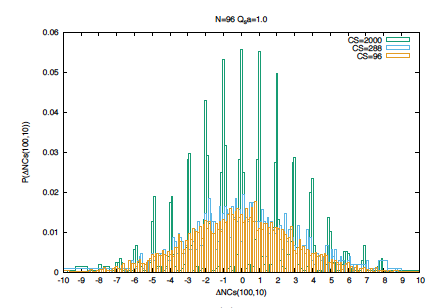 N=96 Qsa=1.0
CS=2000
CS=288
CS=96
0.06
0.05
0.04
0.03
0.02
0.01
0
P(ΔNCs(100,10))
-10 -9 -8 -7 -6 -5 -4 -3 -2 -1 0 1 2 3 4 5 6 7 8 9 10
ΔNCS(100,10)